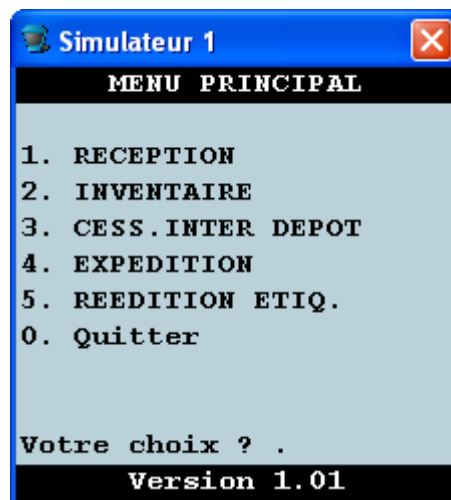 Simulateur 1
MENU PRINCIPAL
1. RECEPTION
2. INVENTAIRE
3. CESS.INTER DEPOT
4. EXPEDITION
5. REEDITION ETIQ.
0. Quitter
Votre choix ? .
Version 1.01